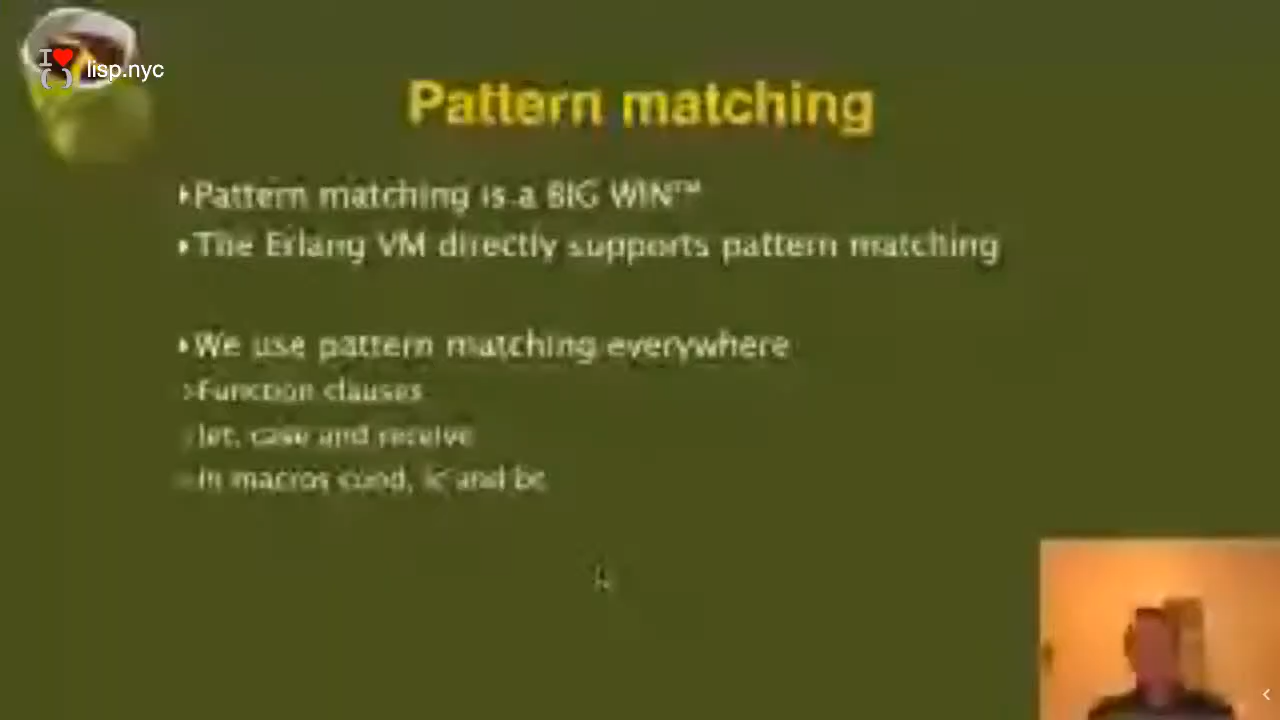 I ♥ ( )
lisp.nyc
Pattern matching
Pattern matching is a BIG WIN™
The Erlang VM directly supports pattern matching
We use pattern matching everywhere
Function clauses
let, case and receive
In macros cond, lc and bc